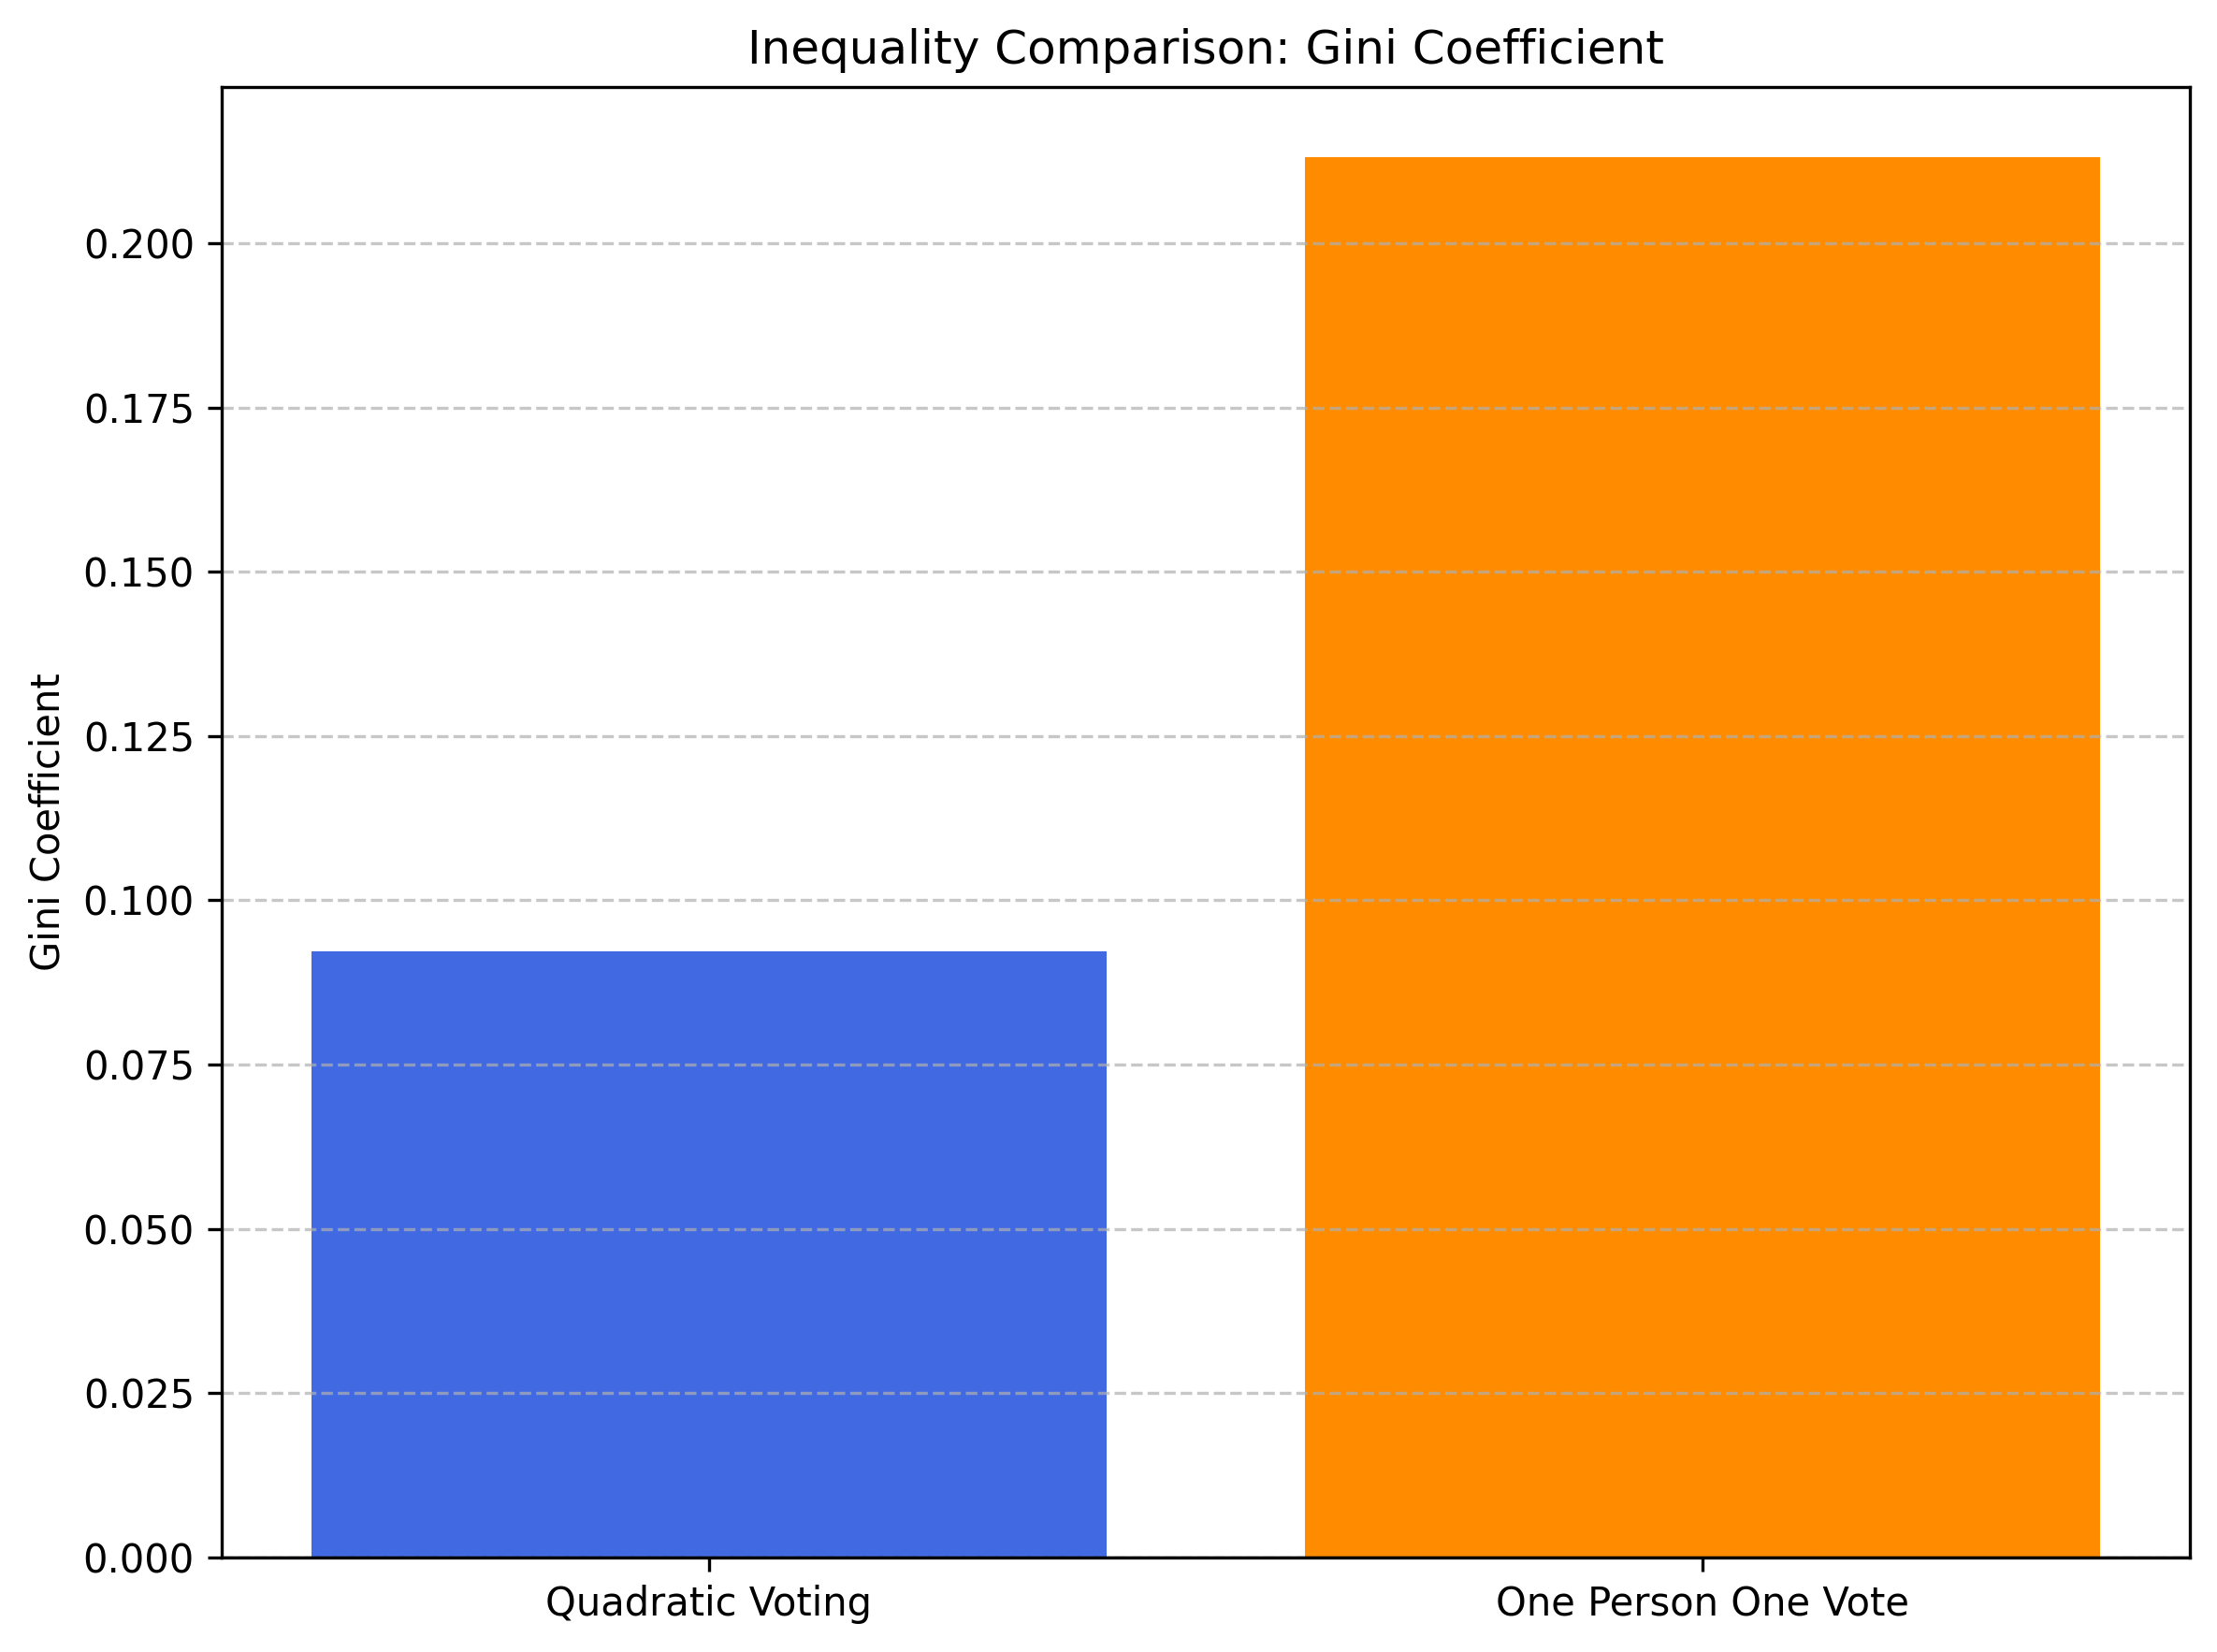 Inequality Comparison: Gini Coefficient
Gini Coefficient
0.200
0.175
0.150
0.125
0.100
0.075
0.050
0.025
0.000
Quadratic Voting
One Person One Vote